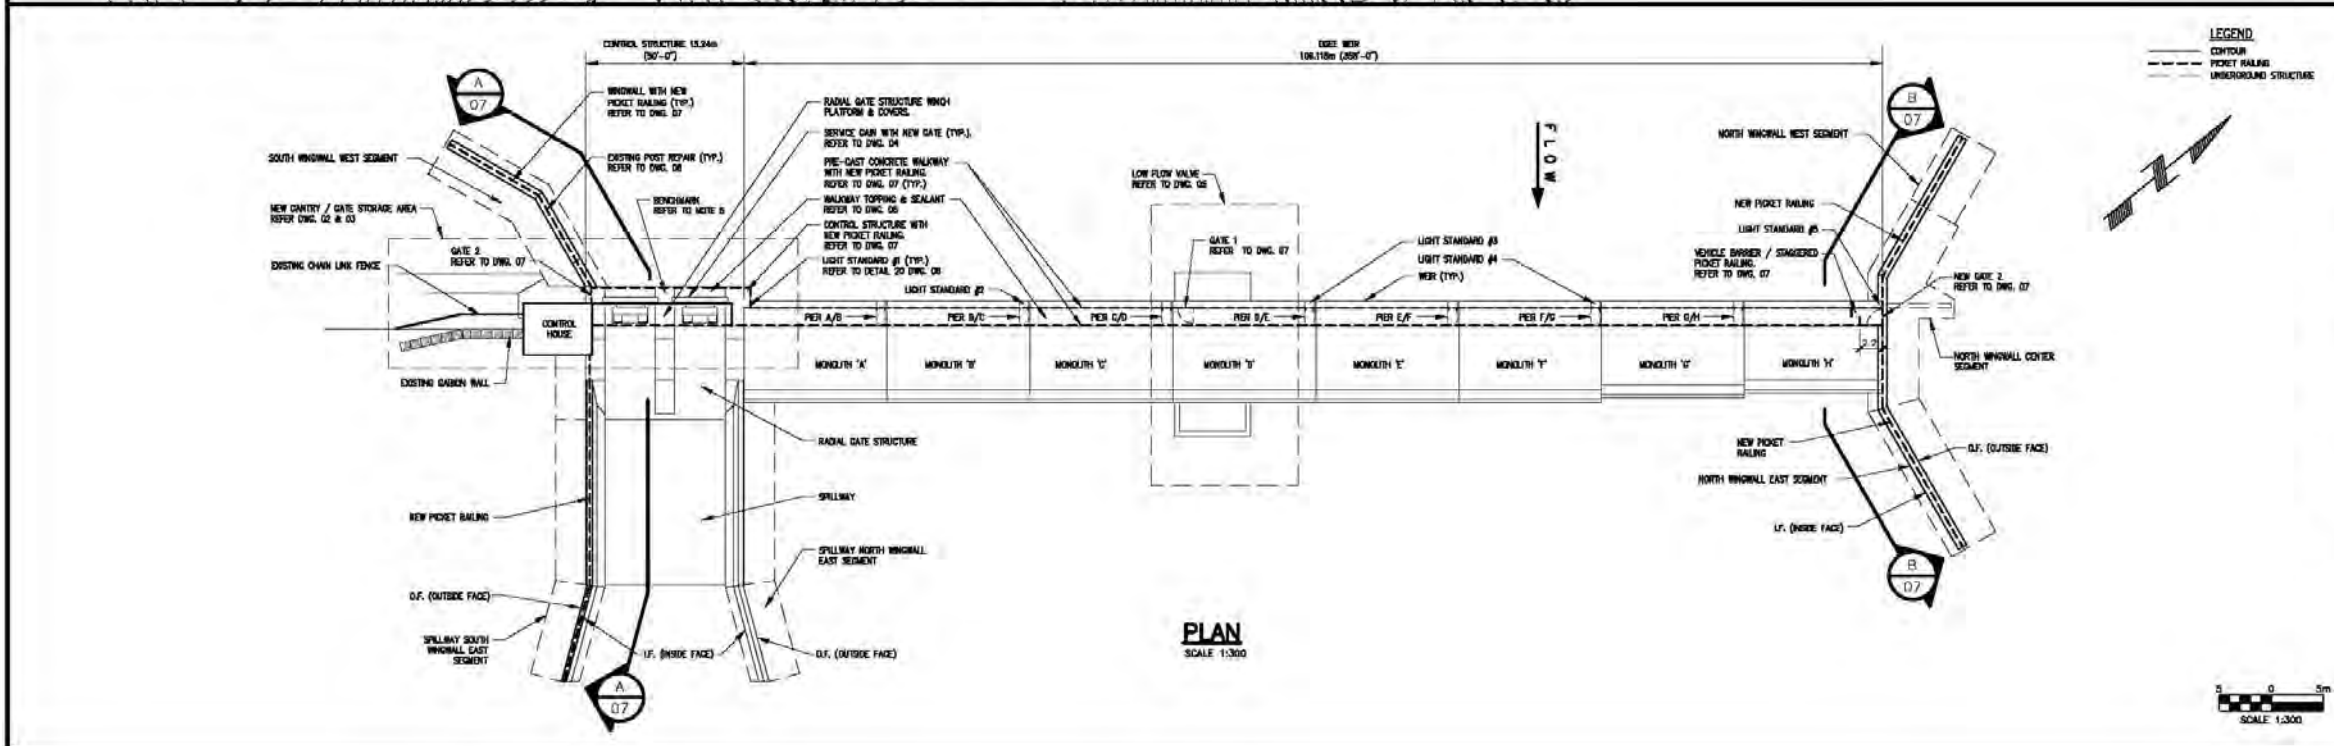 CONTROL STRUCTURE 15.24m
(50'-0")
OGEE WEIR
109.118m (358'-0")
LEGEND
CONTOUR
PICKET RAILING
UNDERGROUND STRUCTURE
A
07
WINGWALL WITH NEW
PICKET RAILING (TYP.)
REFER TO DWG. 07
RADIAL GATE STRUCTURE WINCH
PLATFORM & COVERS.
B
07
SOUTH WINGWALL WEST SEGMENT
EXISTING POST REPAIR (TYP.)
REFER TO DWG. 08
SERVICE GAIN WITH NEW GATE (TYP.).
REFER TO DWG. 04
PRE-CAST CONCRETE WALKWAY
WITH NEW PICKET RAILING.
REFER TO DWG. 07 (TYP.)
LOW FLOW VALVE
REFER TO DWG. 05
FLOW
NORTH WINGWALL WEST SEGMENT
NEW GANTRY / GATE STORAGE AREA
REFER DWG. 02 & 03
BENCHMARK
REFER TO NOTE 5
WALKWAY TOPPING & SEALANT
REFER TO DWG. 06
CONTROL STRUCTURE WITH
NEW PICKET RAILING.
REFER TO DWG. 07
NEW PICKET RAILING
GATE 2
REFER TO DWG. 07
GATE 1
REFER TO DWG. 07
LIGHT STANDARD #3
LIGHT STANDARD #5
EXISTING CHAIN LINK FENCE
LIGHT STANDARD #1 (TYP.)
REFER TO DETAIL 20 DWG. 08
LIGHT STANDARD #4
VEHICLE BARRIER / STAGGERED
PICKET RAILING.
REFER TO DWG. 07
LIGHT STANDARD #2
WEIR (TYP.)
NEW GATE 2
REFER TO DWG. 07
CONTROL
HOUSE
PIER A/B
PIER B/C
PIER C/D
PIER D/E
PIER E/F
PIER F/G
PIER G/H
2.2
EXISTING GABION WALL
MONOLITH 'A'
MONOLITH 'B'
MONOLITH 'C'
MONOLITH 'D'
MONOLITH 'E'
MONOLITH 'F'
MONOLITH 'G'
MONOLITH 'H'
NORTH WINGWALL CENTER
SEGMENT
RADIAL GATE STRUCTURE
NEW PICKET
RAILING
O.F. (OUTSIDE FACE)
NEW PICKET RAILING
SPILLWAY
NORTH WINGWALL EAST SEGMENT
I.F. (INSIDE FACE)
SPILLWAY NORTH WINGWALL
EAST SEGMENT
B
07
O.F. (OUTSIDE FACE)
SPILLWAY SOUTH
WINGWALL EAST
SEGMENT
I.F. (INSIDE FACE)
O.F. (OUTSIDE FACE)
PLAN
SCALE 1:300
A
07
5 0 5m
SCALE 1:300